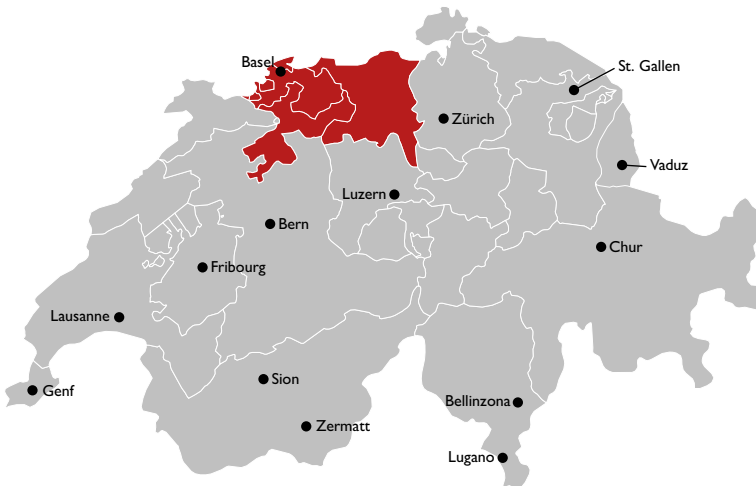 Basel
St. Gallen
Zürich
Vaduz
Luzern
Bern
Chur
Fribourg
Lausanne
Sion
Genf
Bellinzona
Zermatt
Lugano